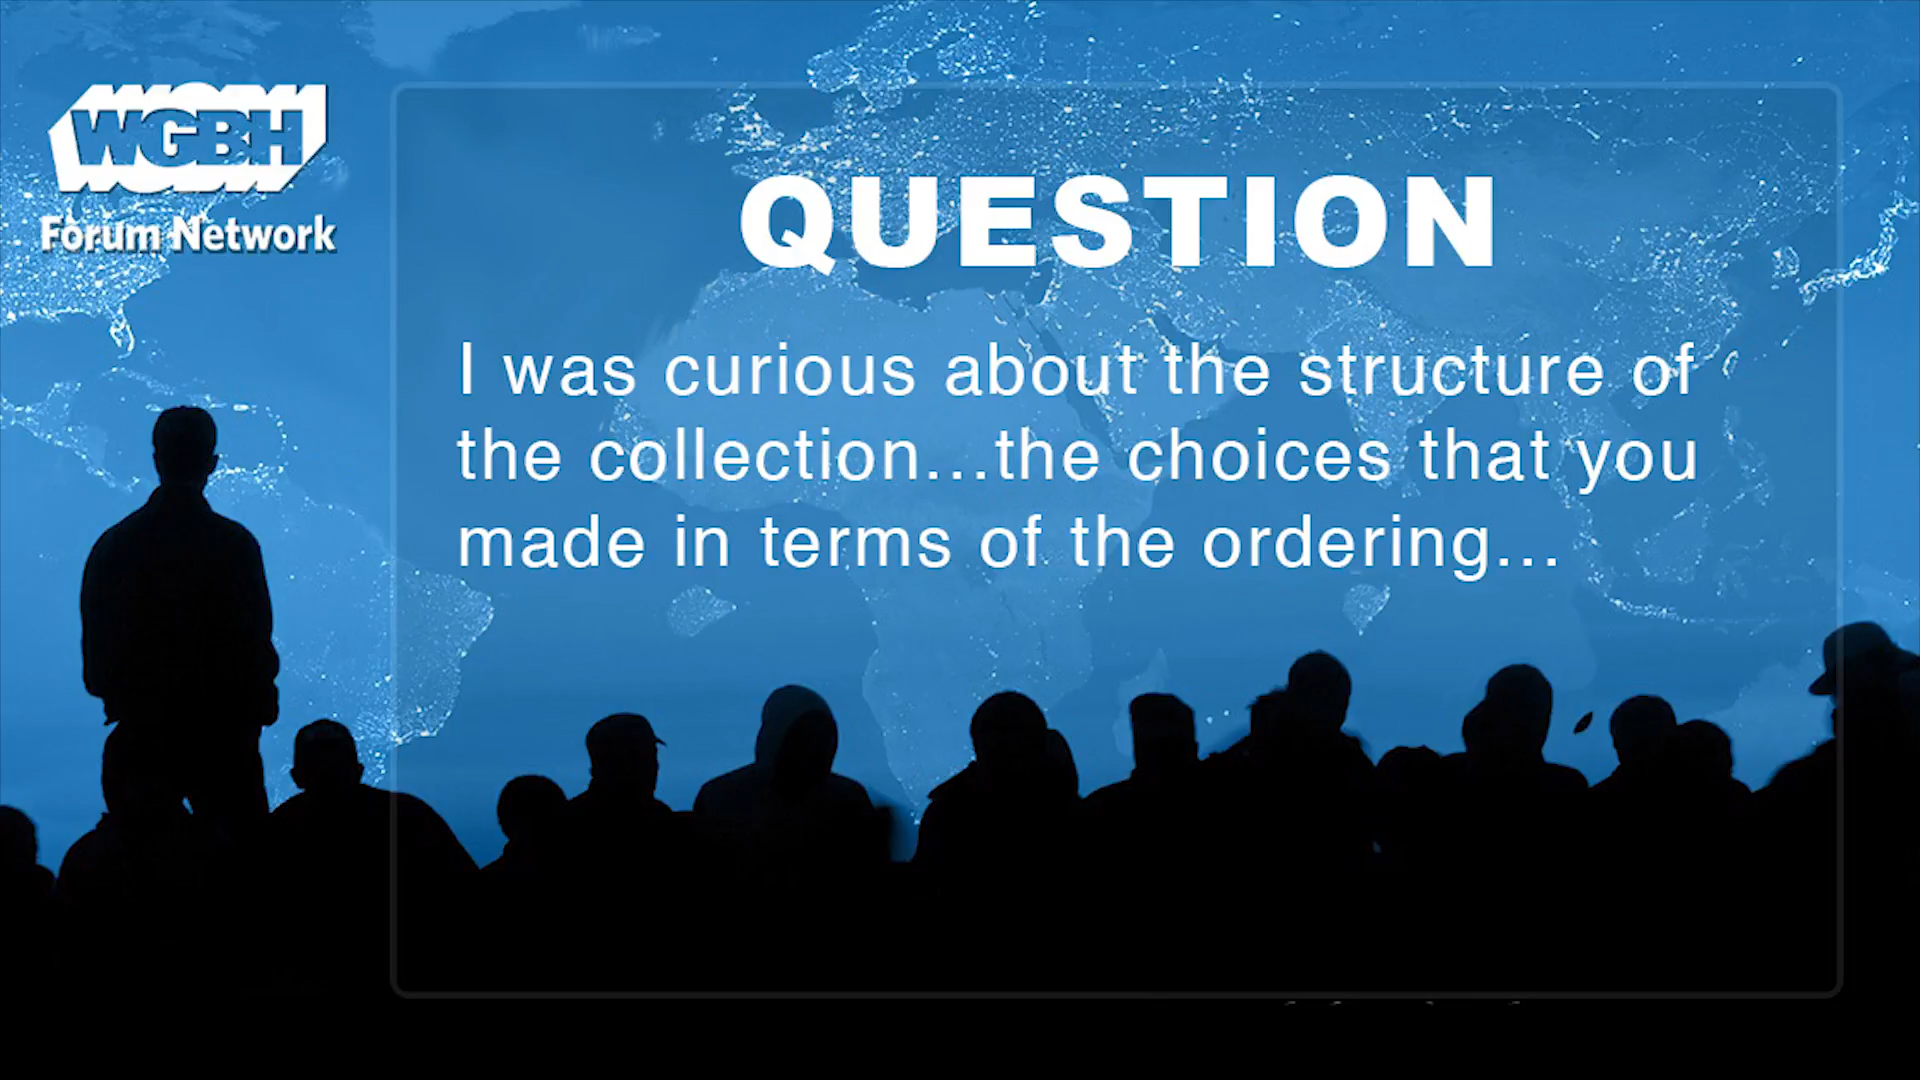 WGBH
Forum Network
QUESTION
I was curious about the structure of
the collection...the choices that you
made in terms of the ordering...